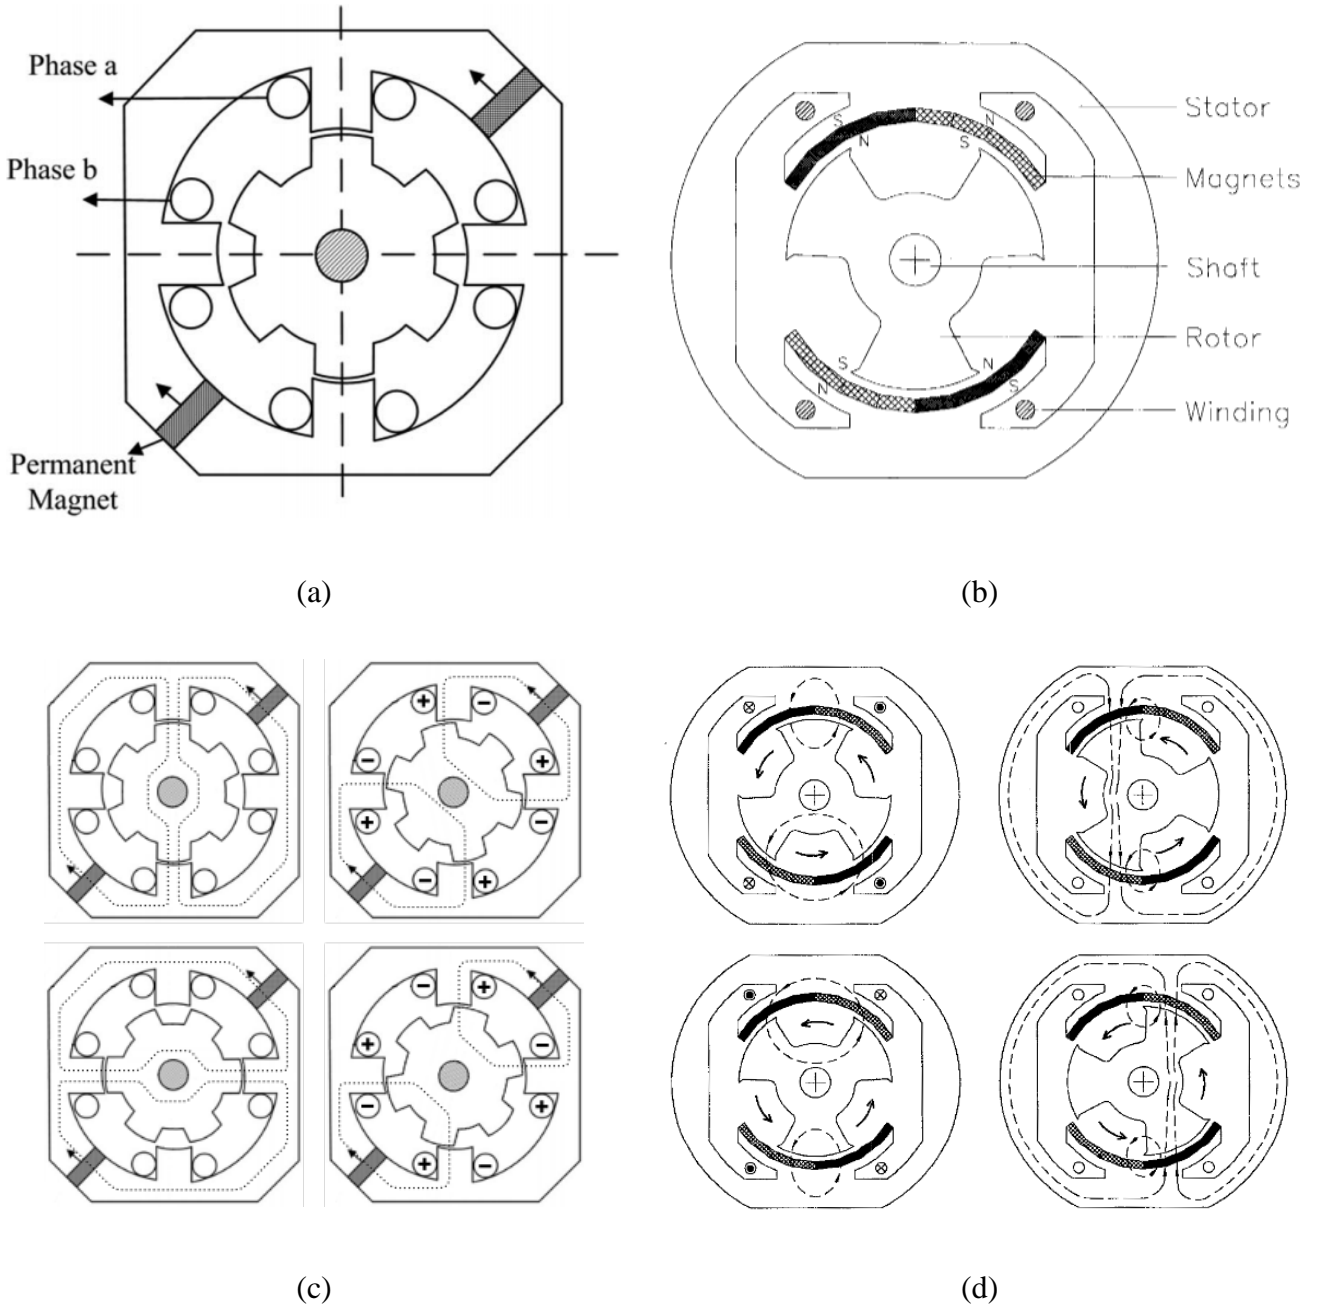 Phase a
Phase b
Permanent
Magnet
S
N
N
S
S
N
N
S
Stator
Magnets
Shaft
Rotor
Winding
(a)
(b)
+
−
−
+
+
−
−
+
−
+
+
−
−
+
+
−
(c)
(d)